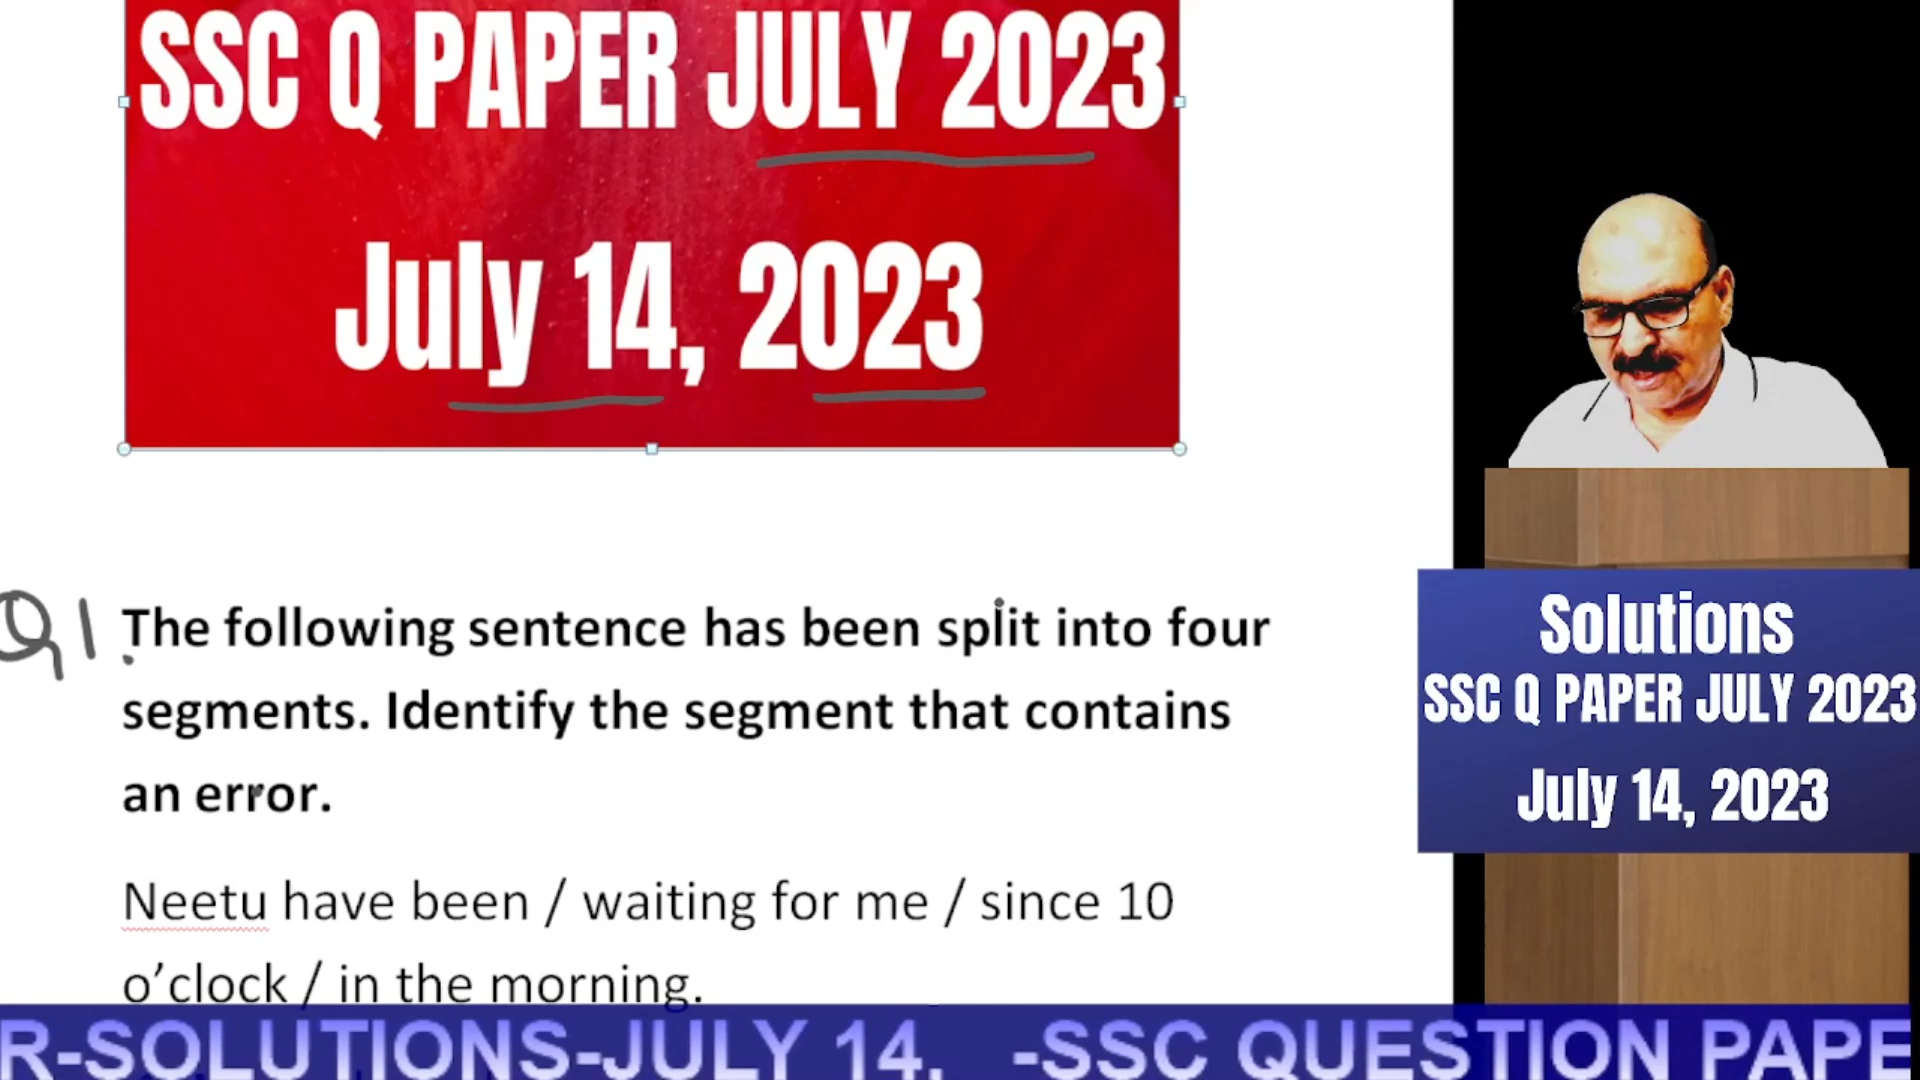 SSC Q PAPER JULY 2023
July 14, 2023
Q1
The following sentence has been split into four
segments. Identify the segment that contains
an error.
Neetu have been / waiting for me / since 10
o’clock / in the morning.
Solutions
SSC Q PAPER JULY 2023
July 14, 2023
R-SOLUTIONS-JULY 14. -SSC QUESTION PAPE